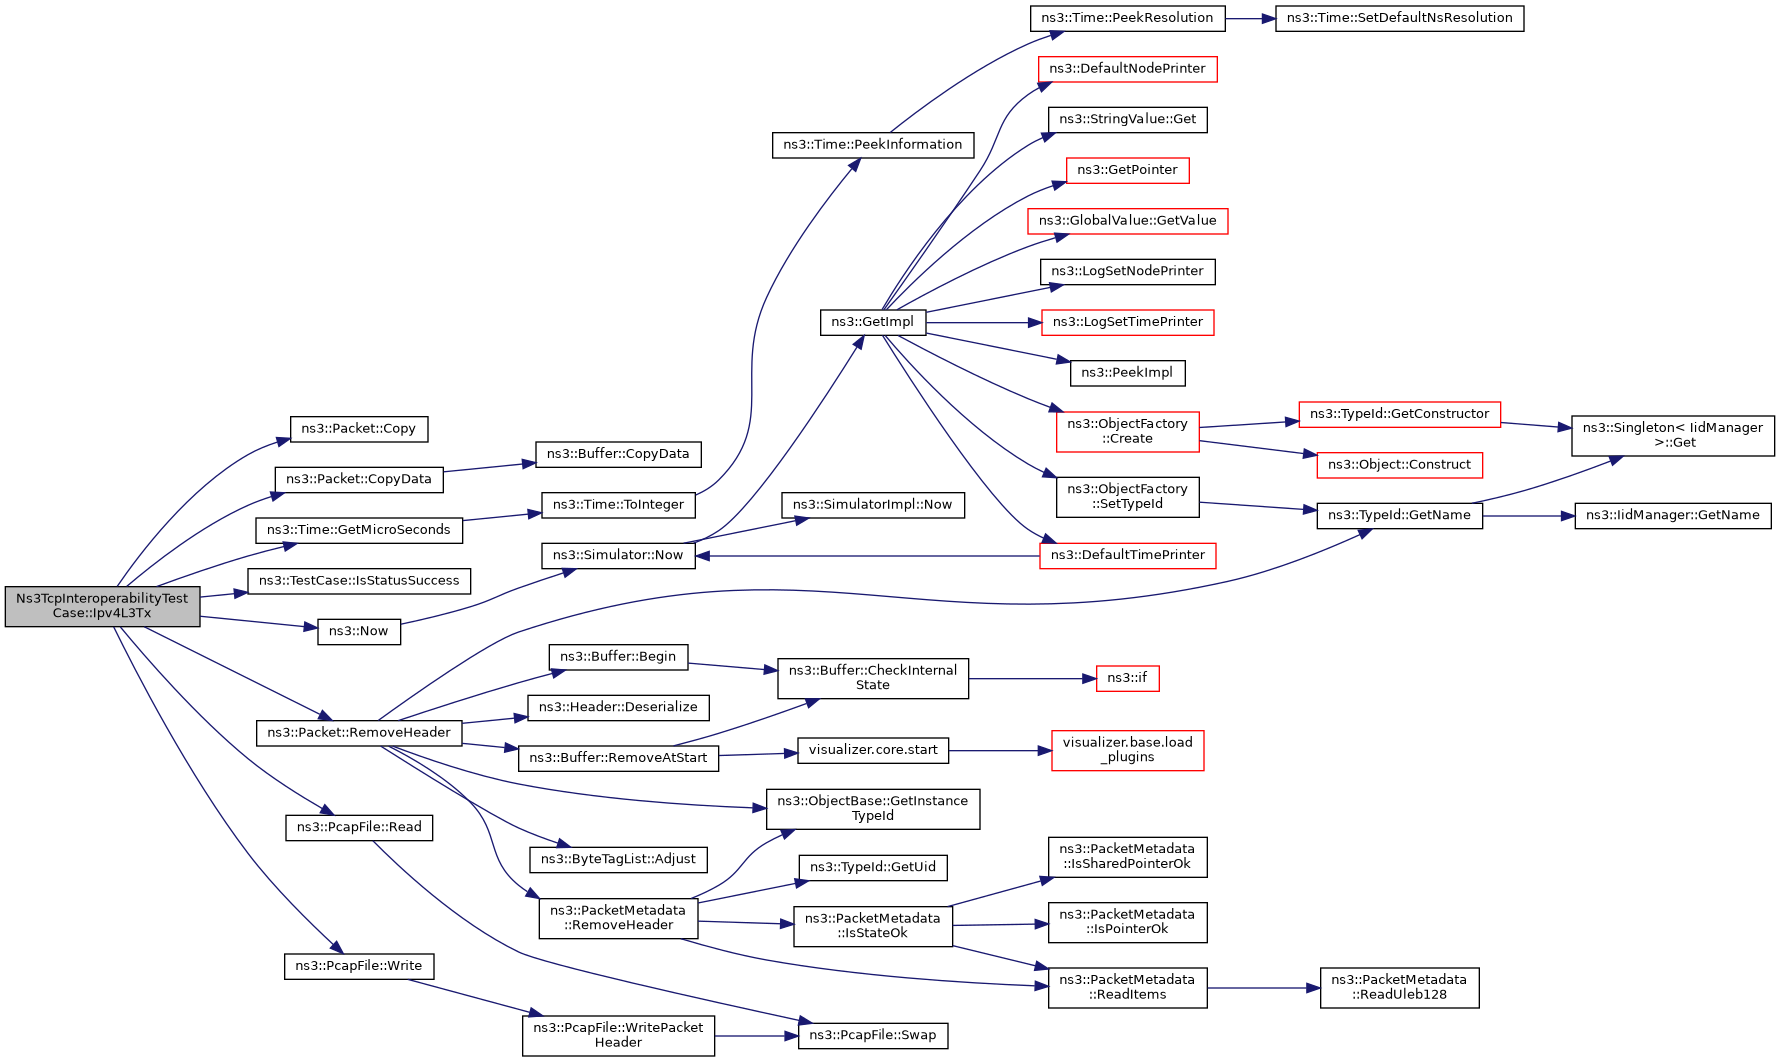 ns3::Time::PeekResolution
ns3::Time::SetDefaultNsResolution
ns3::DefaultNodePrinter
ns3::StringValue::Get
ns3::Time::PeekInformation
ns3::GetPointer
ns3::GlobalValue::GetValue
ns3::LogSetNodePrinter
ns3::GetImpl
ns3::LogSetTimePrinter
ns3::PeekImpl
ns3::ObjectFactory
::Create
ns3::TypeId::GetConstructor
ns3::Singleton< IidManager
>::Get
ns3::Packet::Copy
ns3::Buffer::CopyData
ns3::Object::Construct
ns3::Packet::CopyData
ns3::Time::ToInteger
ns3::SimulatorImpl::Now
ns3::ObjectFactory
::SetTypeId
ns3::TypeId::GetName
ns3::IidManager::GetName
ns3::Time::GetMicroSeconds
ns3::Simulator::Now
ns3::DefaultTimePrinter
ns3::TestCase::IsStatusSuccess
Ns3TcpInteroperabilityTest
Case::Ipv4L3Tx
ns3::Now
ns3::Buffer::Begin
ns3::Buffer::CheckInternal
State
ns3::if
ns3::Header::Deserialize
ns3::Packet::RemoveHeader
ns3::Buffer::RemoveAtStart
visualizer.core.start
visualizer.base.load
_plugins
ns3::ObjectBase::GetInstance
TypeId
ns3::PcapFile::Read
ns3::ByteTagList::Adjust
ns3::TypeId::GetUid
ns3::PacketMetadata
::IsSharedPointerOk
ns3::PacketMetadata
::RemoveHeader
ns3::PacketMetadata
::IsStateOk
ns3::PacketMetadata
::IsPointerOk
ns3::PcapFile::Write
ns3::PacketMetadata
::ReadItems
ns3::PacketMetadata
::ReadUleb128
ns3::PcapFile::WritePacket
Header
ns3::PcapFile::Swap